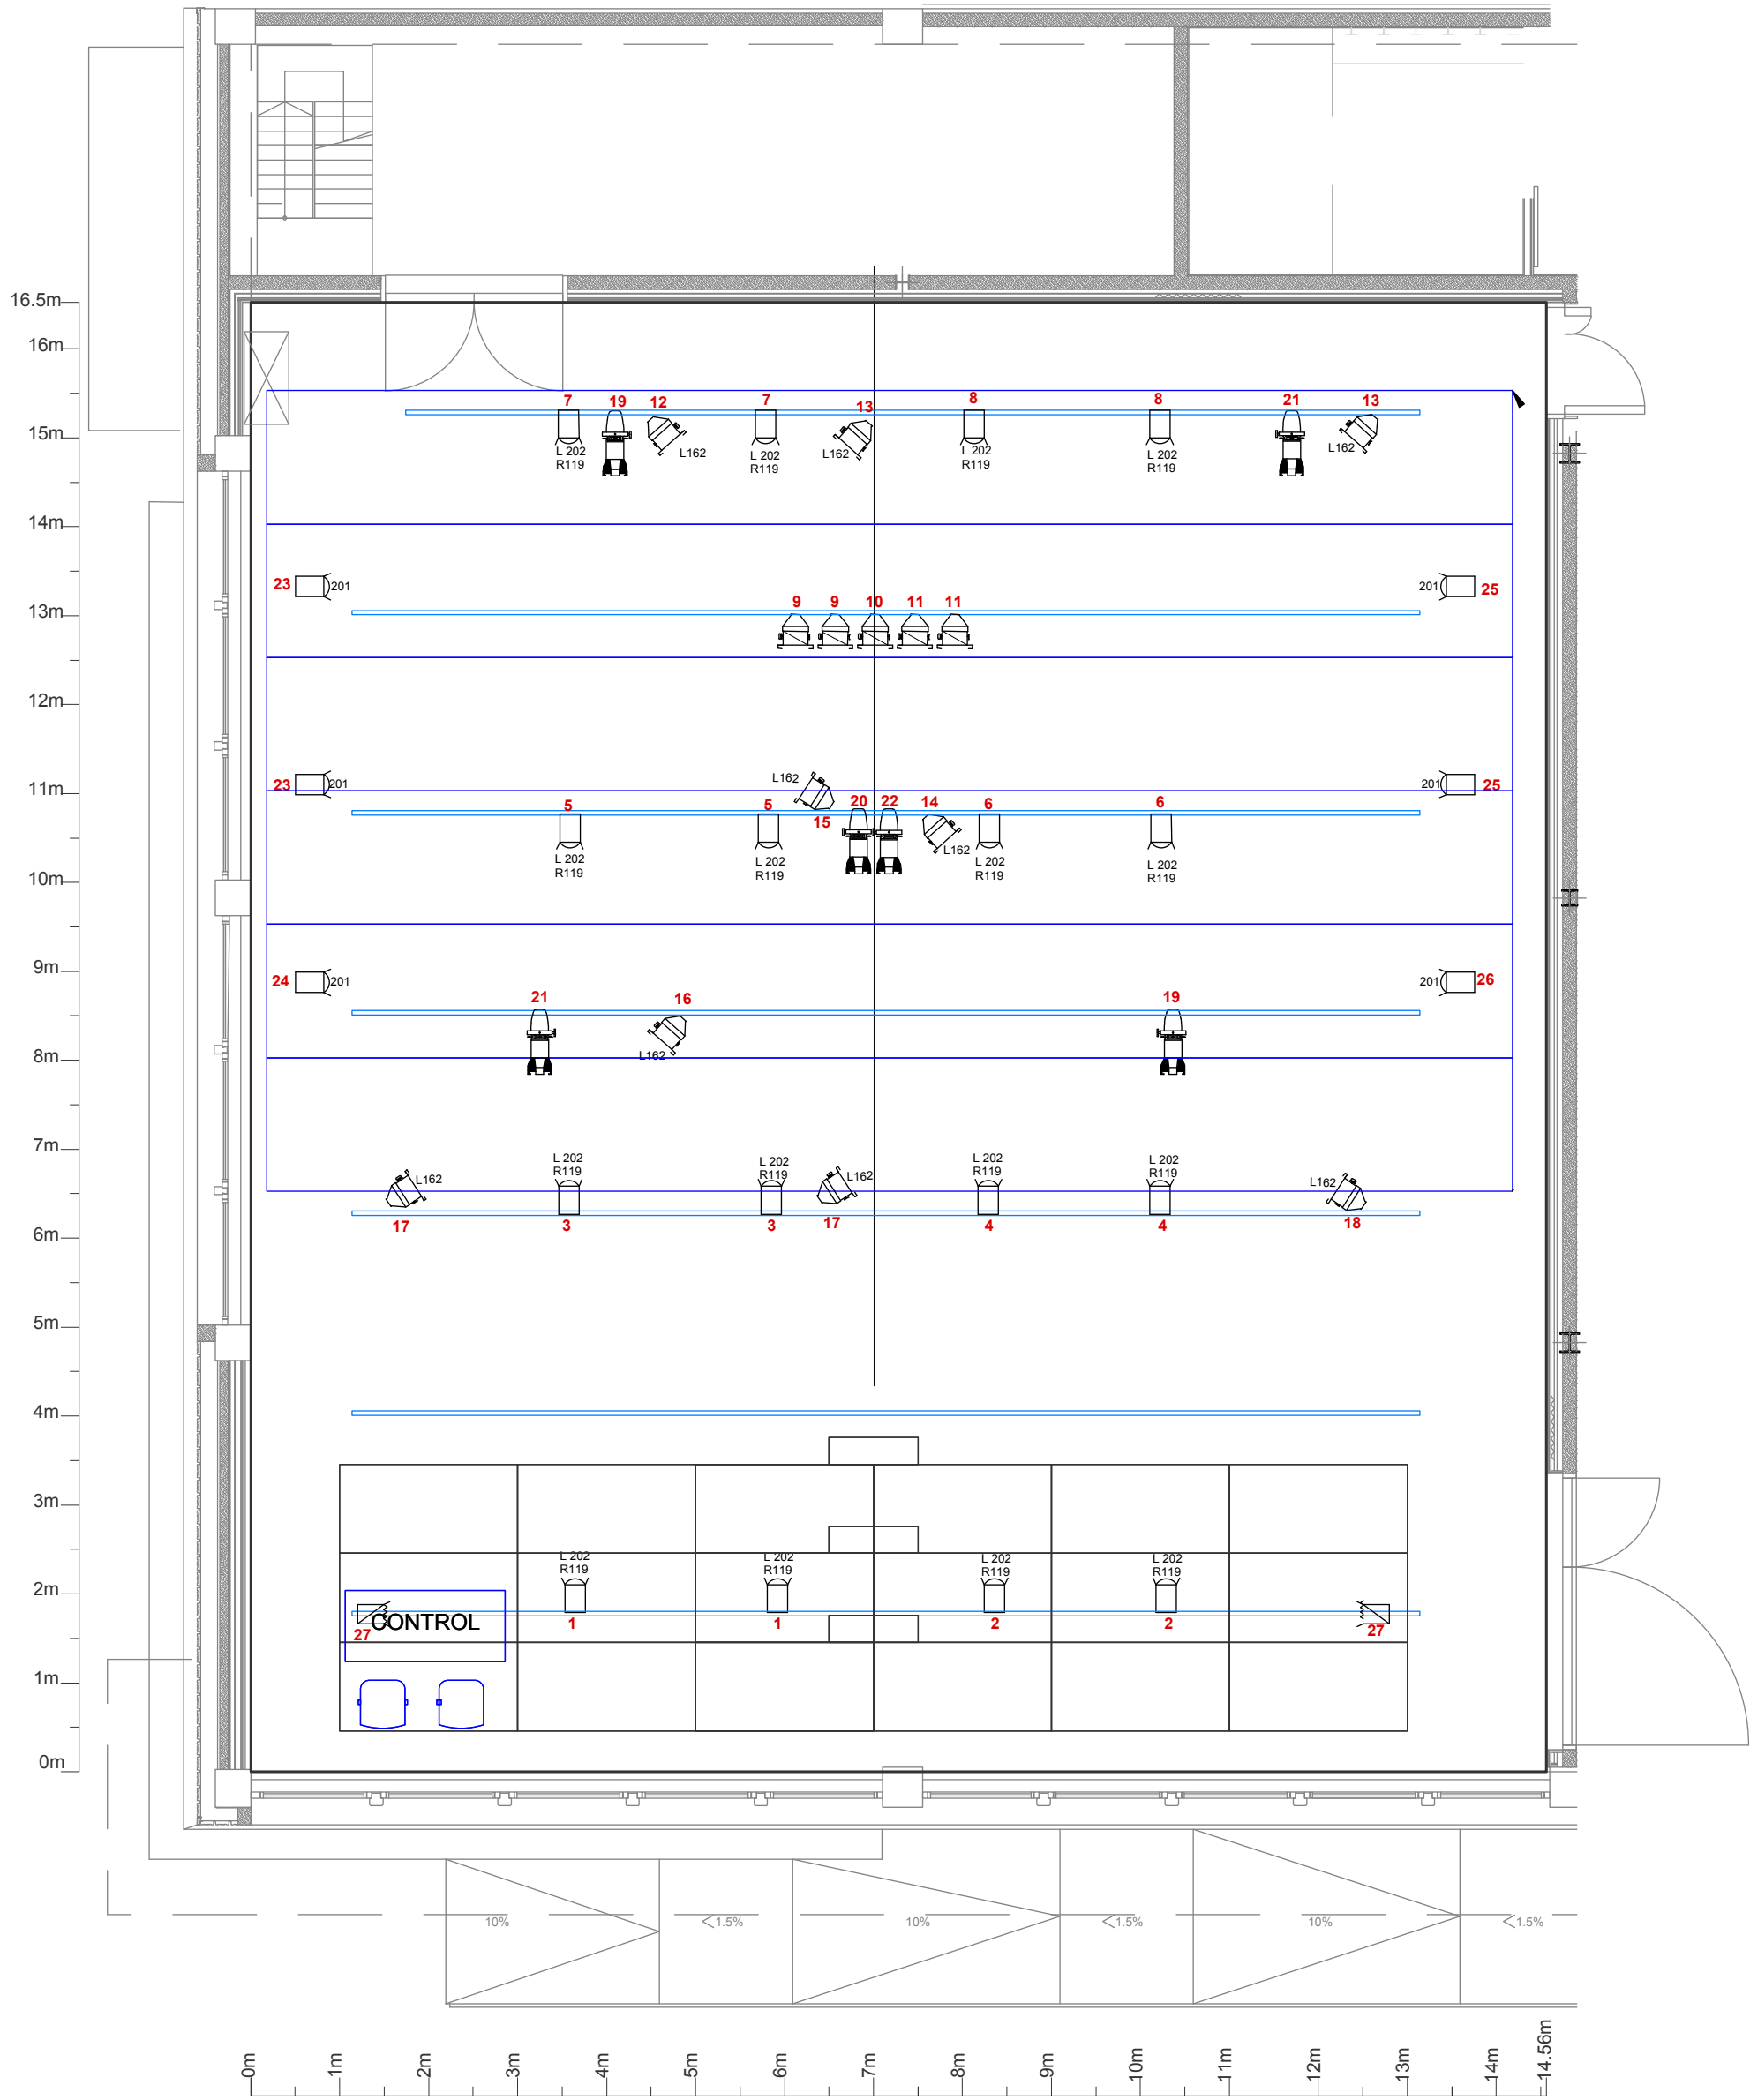 16.5m
16m
7 19 12 7 13 8 8 21 13
15m
L 202
R119
L162
L 202
R119
L162
L 202
R119
L 202
R119
L162
14m
23 201
201 25
13m
9 9 10 11 11
12m
11m
23 201
L162
201 25
5 5 15 20 22 14 6 6
L 202
R119
L 202
R119
L162
L 202
R119
L 202
R119
10m
9m
24 201
201 26
21 16 19
L162
8m
7m
L162
L 202
R119
L 202
R119
L162
L 202
R119
L 202
R119
L162
17 3 3 17 4 4 18
6m
5m
4m
3m
L 202
R119
L 202
R119
L 202
R119
L 202
R119
2m
CONTROL
27 1 1 2 2 27
1m
0m
10% <1.5% 10% <1.5% 10% <1.5%
0m 1m 2m 3m 4m 5m 6m 7m 8m 9m 10m 11m 12m 13m 14m 14.56m